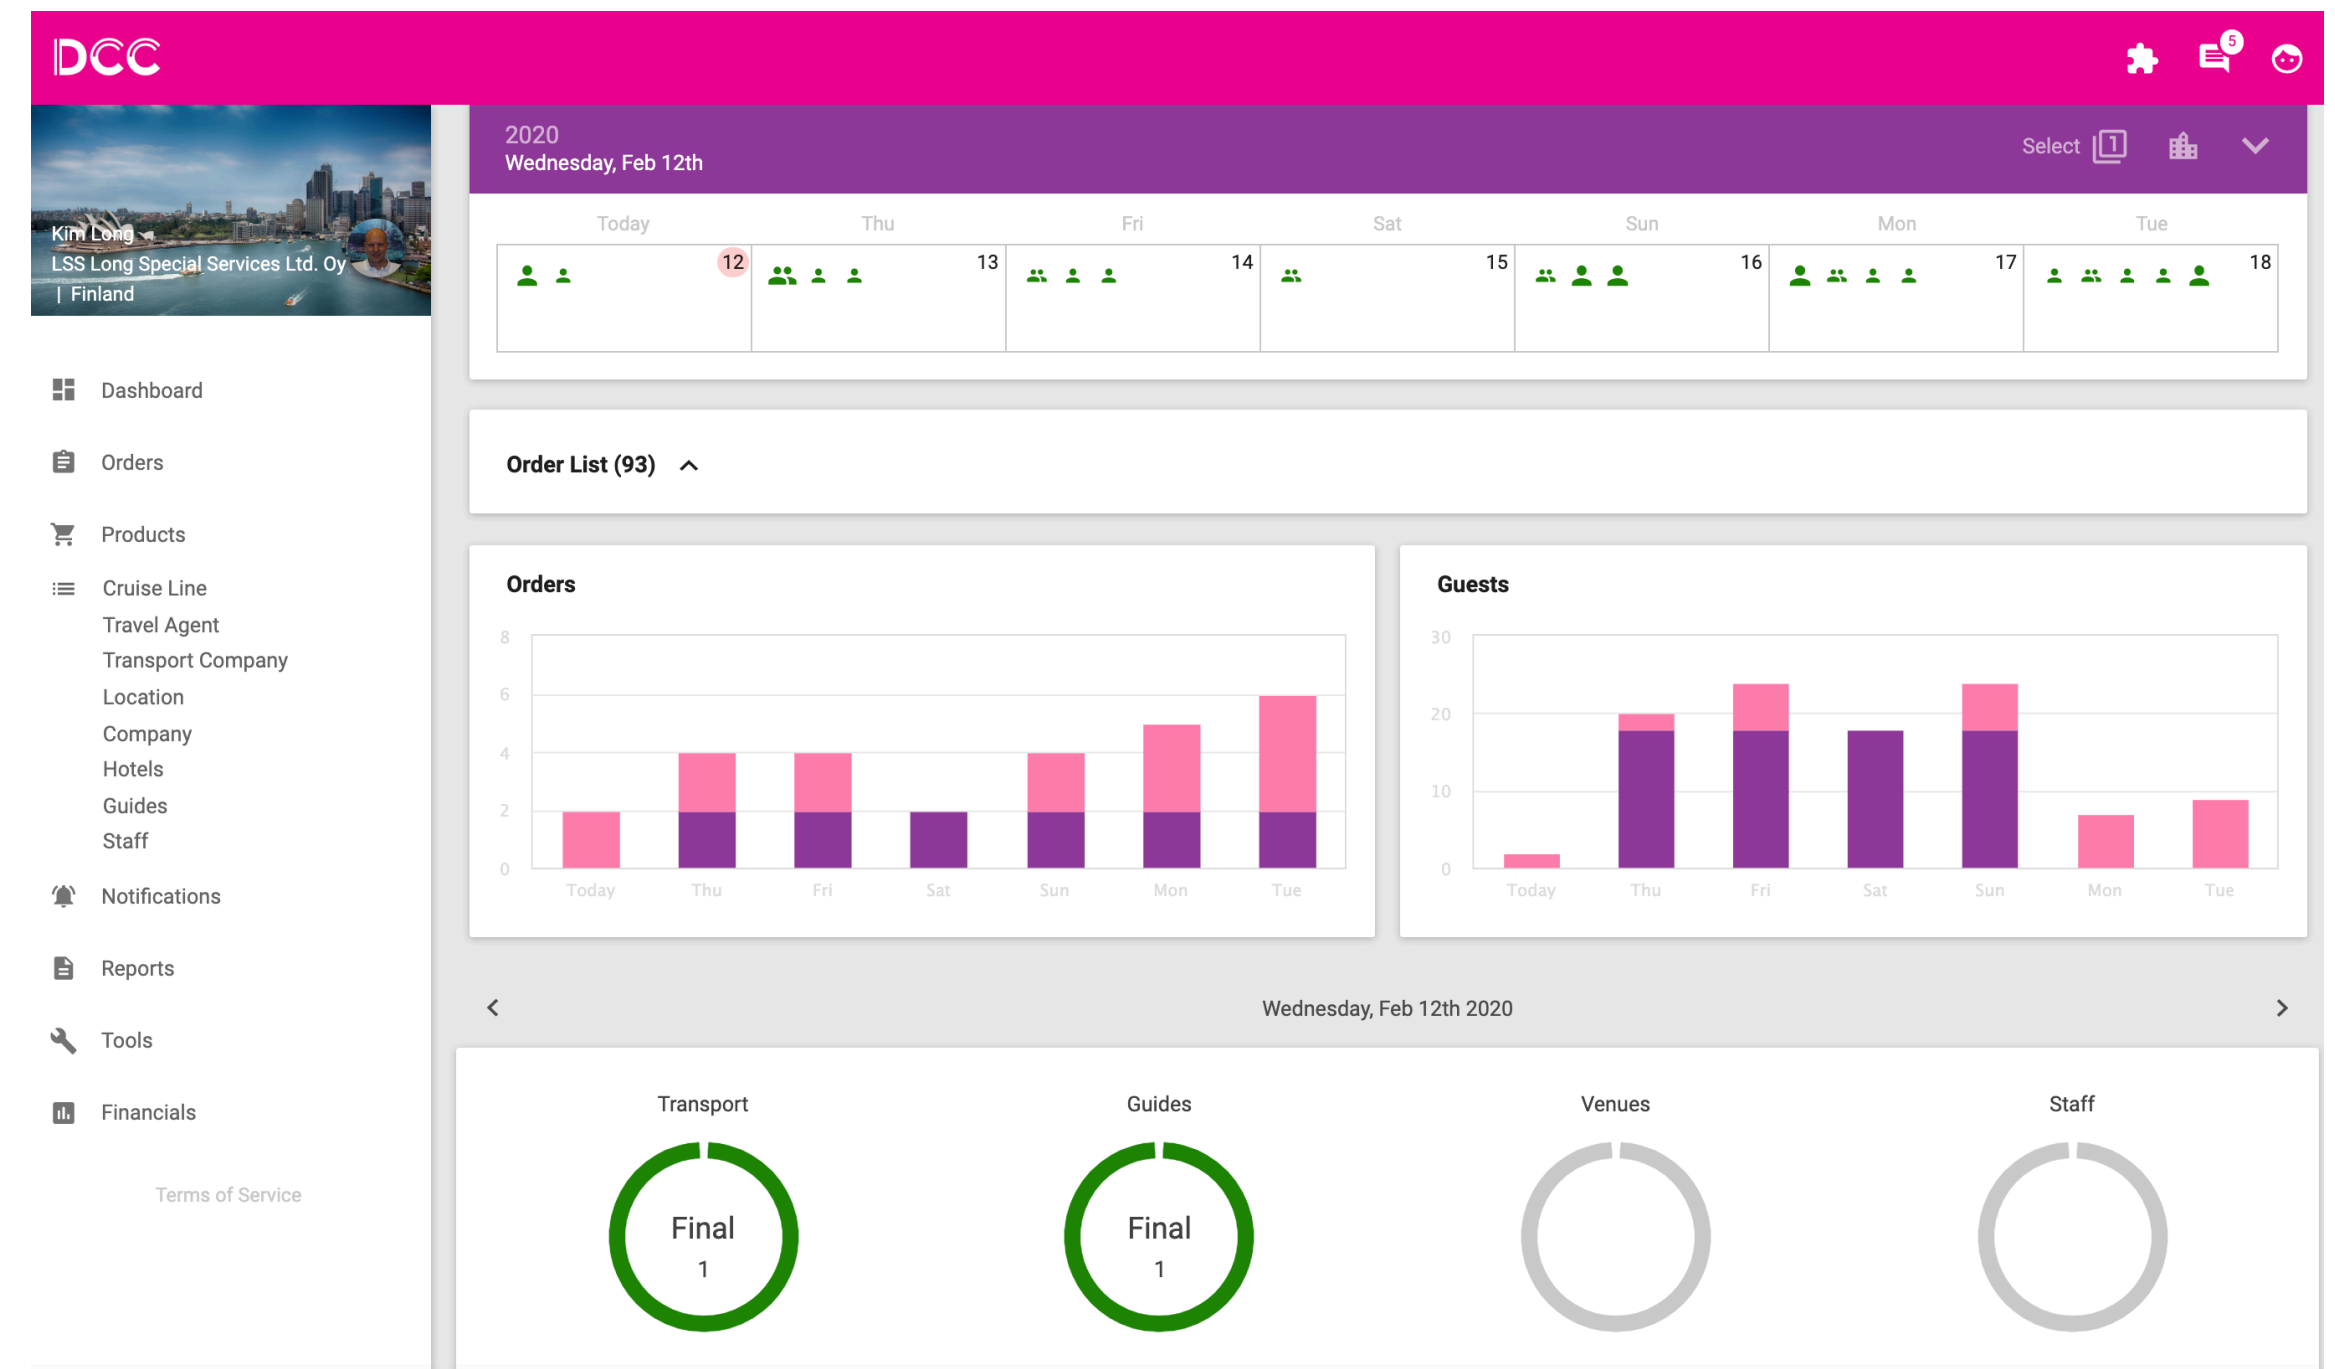 DCC
5
Kim Long
LSS Long Special Services Ltd. Oy
| Finland
Dashboard
Orders
Products
Cruise Line
Travel Agent
Transport Company
Location
Company
Hotels
Guides
Staff
Notifications
Reports
Tools
Financials
Terms of Service
2020
Wednesday, Feb 12th
Select 1
Today Thu Fri Sat Sun Mon Tue
12 13 14 15 16 17 18
Order List (93)
Orders
8
6
4
2
0
Today Thu Fri Sat Sun Mon Tue
Guests
30
20
10
0
Today Thu Fri Sat Sun Mon Tue
Wednesday, Feb 12th 2020
Transport Guides Venues Staff
Final Final
1 1